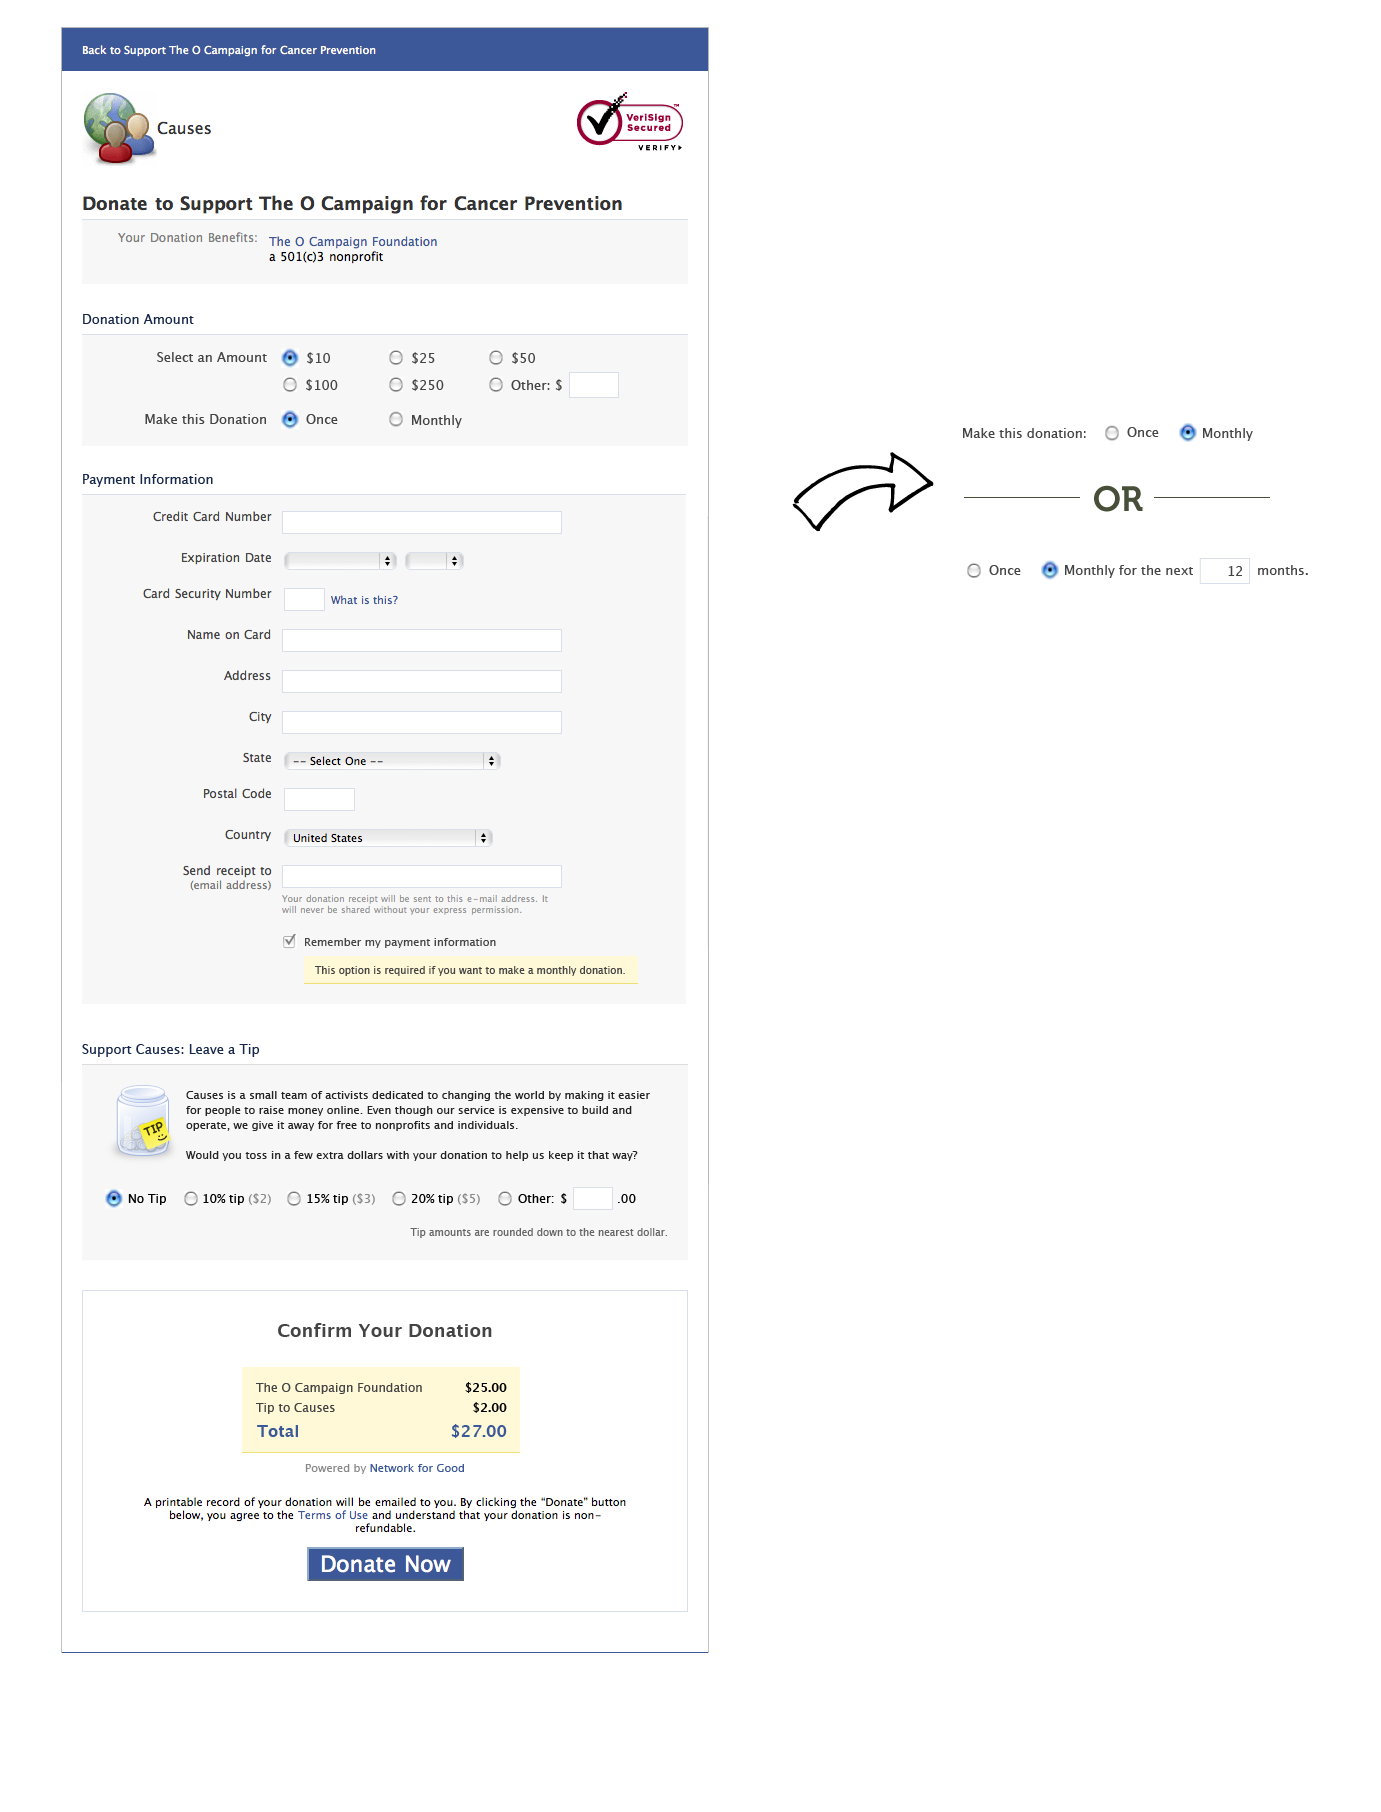 Back to Support The O Campaign for Cancer Prevention
Causes
VeriSign™
Secured
VERIFY
Donate to Support The O Campaign for Cancer Prevention
Your Donation Benefits: The O Campaign Foundation
a 501(c)3 nonprofit
Donation Amount
Select an Amount $10 $25 $50
$100 $250 Other: $
Make this Donation Once Monthly
Make this donation: Once Monthly
OR
Once Monthly for the next 12 months.
Payment Information
Credit Card Number
Expiration Date
Card Security Number What is this?
Name on Card
Address
City
State -- Select One --
Postal Code
Country United States
Send receipt to
(email address)
Your donation receipt will be sent to this e-mail address. It
will never be shared without your express permission.
Remember my payment information
This option is required if you want to make a monthly donation.
Support Causes: Leave a Tip
TIP
Causes is a small team of activists dedicated to changing the world by making it easier
for people to raise money online. Even though our service is expensive to build and
operate, we give it away for free to nonprofits and individuals.
Would you toss in a few extra dollars with your donation to help us keep it that way?
No Tip 10% tip ($2) 15% tip ($3) 20% tip ($5) Other: $ .00
Tip amounts are rounded down to the nearest dollar.
Confirm Your Donation
The O Campaign Foundation $25.00
Tip to Causes $2.00
Total $27.00
Powered by Network for Good
A printable record of your donation will be emailed to you. By clicking the “Donate” button
below, you agree to the Terms of Use and understand that your donation is non-
refundable.
Donate Now